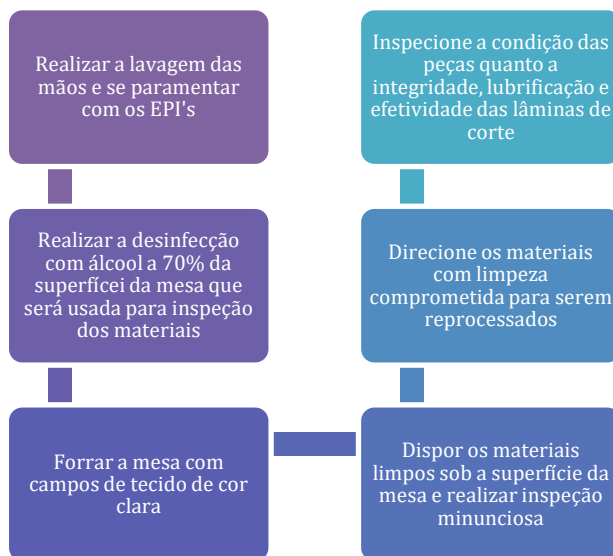 Realizar a lavagem das
mãos e se paramentar
com os EPI's
Realizar a desinfecção
com álcool a 70% da
superfícei da mesa que
será usada para inspeção
dos materiais
Forrar a mesa com
campos de tecido de cor
clara
Dispor os materiais
limpos sob a superfície da
mesa e realizar inspeção
minunciosa
Direcione os materiais
com limpeza
comprometida para serem
reprocessados
Inspecione a condição das
peças quanto a
integridade, lubrificação e
efetividade das lâminas de
corte